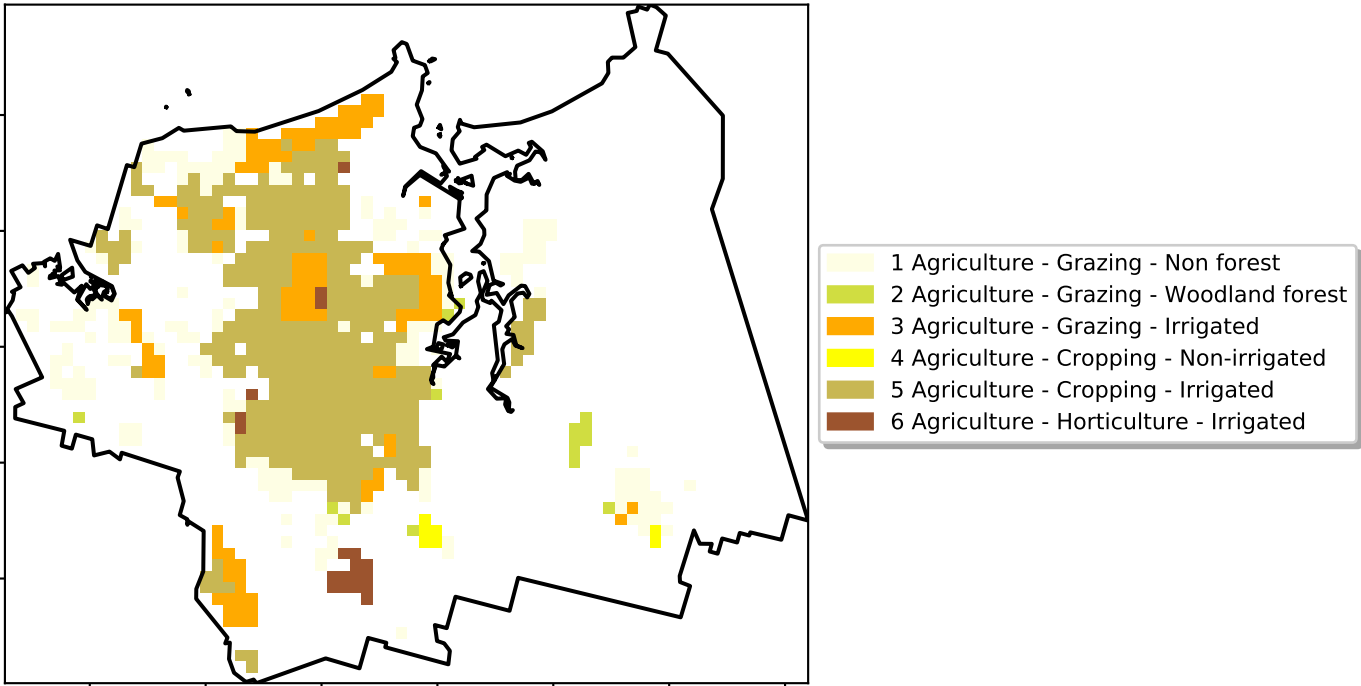 1 Agriculture - Grazing - Non forest
2 Agriculture - Grazing - Woodland forest
3 Agriculture - Grazing - Irrigated
4 Agriculture - Cropping - Non-irrigated
5 Agriculture - Cropping - Irrigated
6 Agriculture - Horticulture - Irrigated